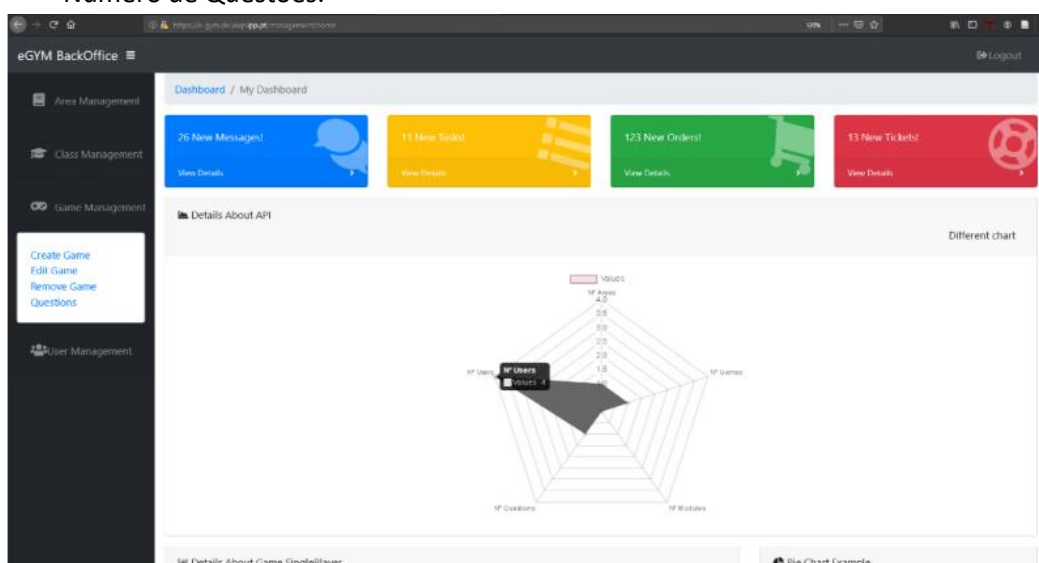 Número de Questões.
eGYM BackOffice
Logout
Area Management
Class Management
Game Management
Create Game
Edit Game
Remove Game
Questions
User Management
Dashboard / My Dashboard
26 New Messages!
View Details
11 New Tasks!
View Details
123 New Orders!
View Details
13 New Tickets!
View Details
Details About API
Different chart
Values
Nº Areas
4.0
3.5
3.0
2.5
2.0
1.5
Nº Users
Nº Users
Values 4
Nº Games
Nº Questions
Nº Modules
Details About Game SinglePlayer
Pie Chart Example